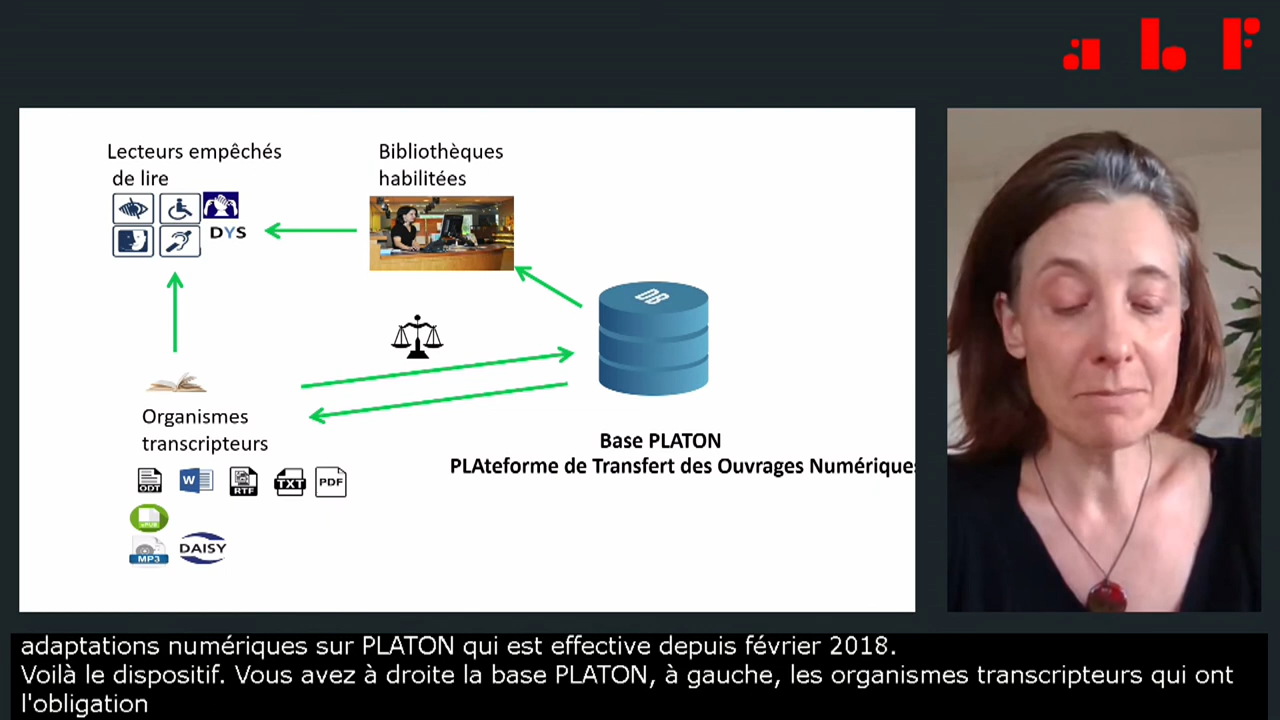 abf
Lecteurs empêchés
de lire
DYS
Bibliothèques
habilitées
DB
Organismes
transcripteurs
ODT
W
RTF
TXT
PDF
ePUB
MP3
DAISY
Base PLATON
PLAteforme de Transfert des Ouvrages Numériques
adaptations numériques sur PLATON qui est effective depuis février 2018.
Voilà le dispositif. Vous avez à droite la base PLATON, à gauche, les organismes transcripteurs qui ont
l'obligation